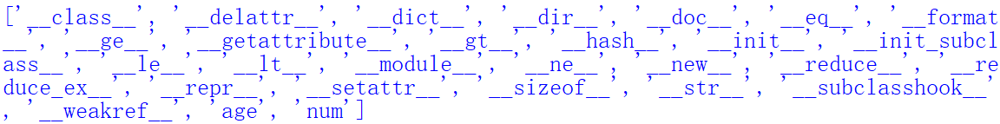 ['__class__', '__delattr__', '__dict__', '__dir__', '__doc__', '__eq__', '__format
__', '__ge__', '__getattribute__', '__gt__', '__hash__', '__init__', '__init_subcl
ass__', '__le__', '__lt__', '__module__', '__ne__', '__new__', '__reduce__', '__re
duce_ex__', '__repr__', '__setattr__', '__sizeof__', '__str__', '__subclasshook__'
, '__weakref__', 'age', 'num']